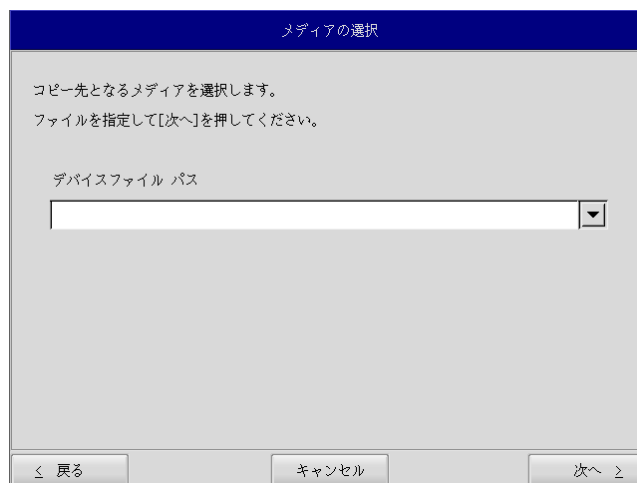 メディアの選択
コピー先となるメディアを選択します。
ファイルを指定して[次へ]を押してください。
デバイスファイル パス
< 戻る
キャンセル
次へ >